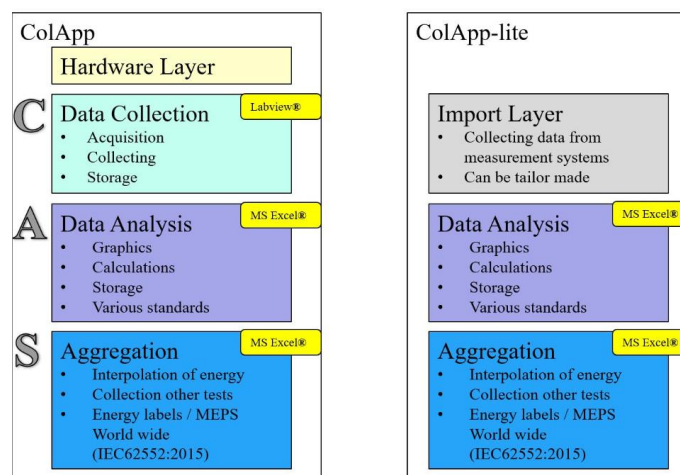 ColApp
Hardware Layer
C
Data Collection
Labview®
• Acquisition
• Collecting
• Storage
A
Data Analysis
MS Excel®
• Graphics
• Calculations
• Storage
• Various standards
S
Aggregation
MS Excel®
• Interpolation of energy
• Collection other tests
• Energy labels / MEPS
World wide
(IEC62552:2015)
ColApp-lite
Import Layer
• Collecting data from
measurement systems
• Can be tailor made
Data Analysis
MS Excel®
• Graphics
• Calculations
• Storage
• Various standards
Aggregation
MS Excel®
• Interpolation of energy
• Collection other tests
• Energy labels / MEPS
World wide
(IEC62552:2015)